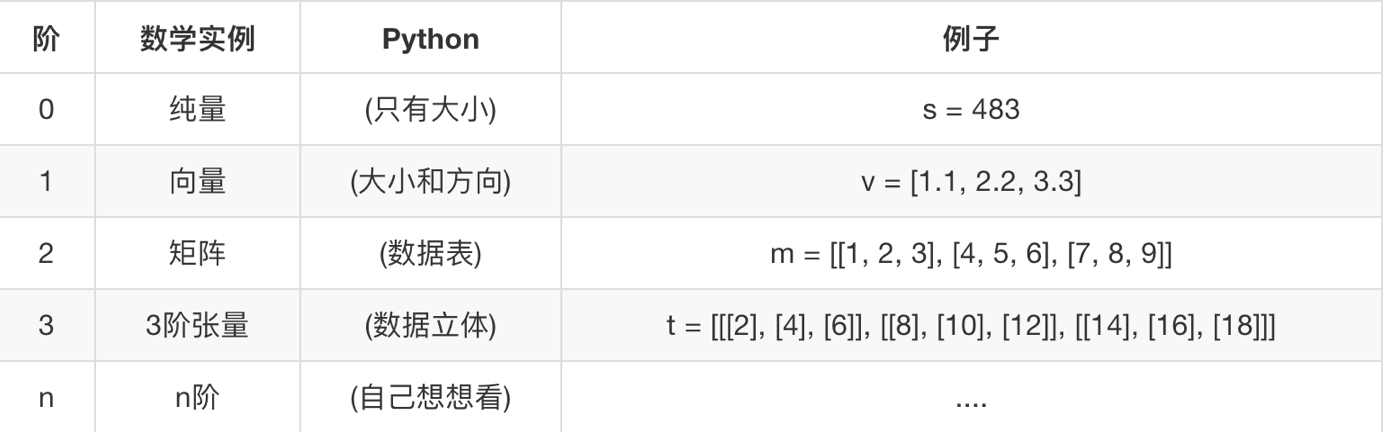 阶 数学实例 Python 例子
0 纯量 (只有大小) s = 483
1 向量 (大小和方向) v = [1.1, 2.2, 3.3]
2 矩阵 (数据表) m = [[1, 2, 3], [4, 5, 6], [7, 8, 9]]
3 3阶张量 (数据立体) t = [[[2], [4], [6]], [[8], [10], [12]], [[14], [16], [18]]]
n n阶 (自己想想看) ....